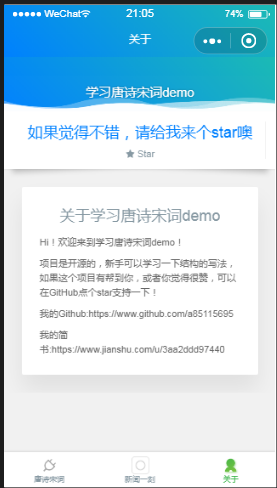 WeChat 21:05 74%
关于
学习唐诗宋词demo
如果觉得不错，请给我来个star噢
Star
关于学习唐诗宋词demo
Hi！欢迎来到学习唐诗宋词demo！
项目是开源的，新手可以学习一下结构的写法，
如果这个项目有帮到你，或者你觉得很赞，可以
在GitHub点个star支持一下！
我的Github:https://www.github.com/a85115695
我的简
书:https://www.jianshu.com/u/3aa2ddd97440
唐诗宋词 新闻一刻 关于